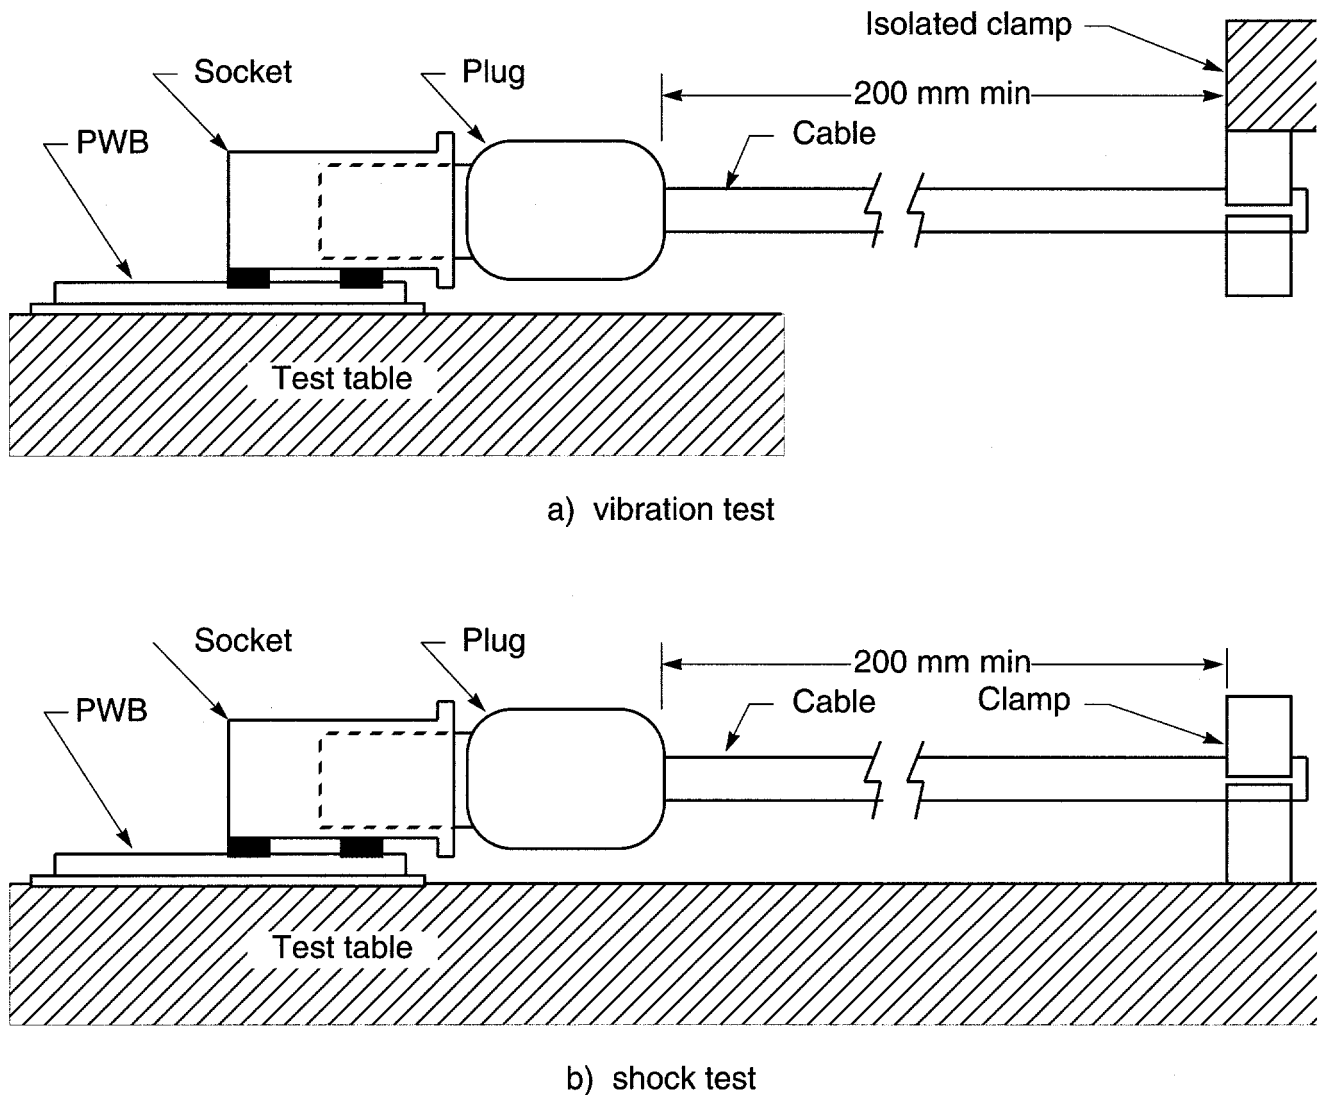 Isolated clamp
Socket
Plug
200 mm min
PWB
Cable
Test table
a) vibration test
Socket
Plug
200 mm min
PWB
Cable
Clamp
Test table
b) shock test